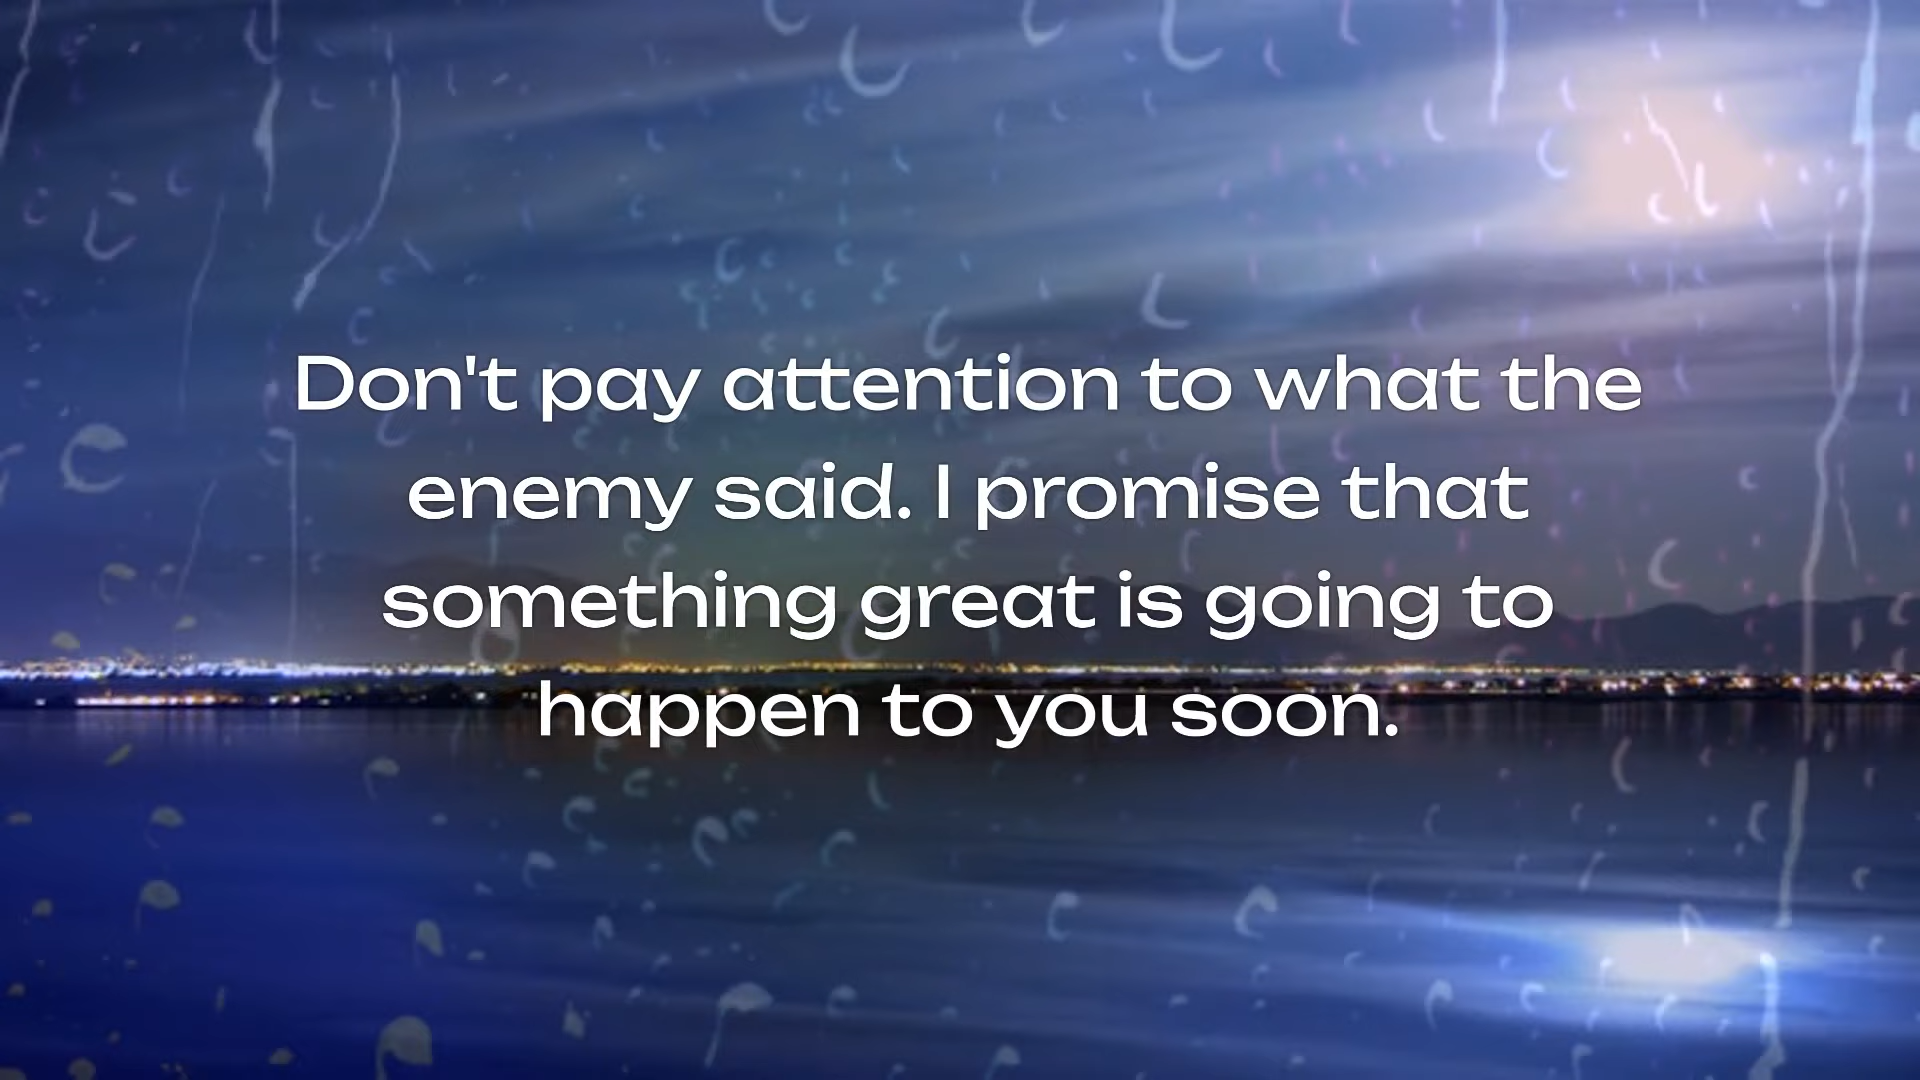 Don't pay attention to what the
enemy said. I promise that
something great is going to
happen to you soon.